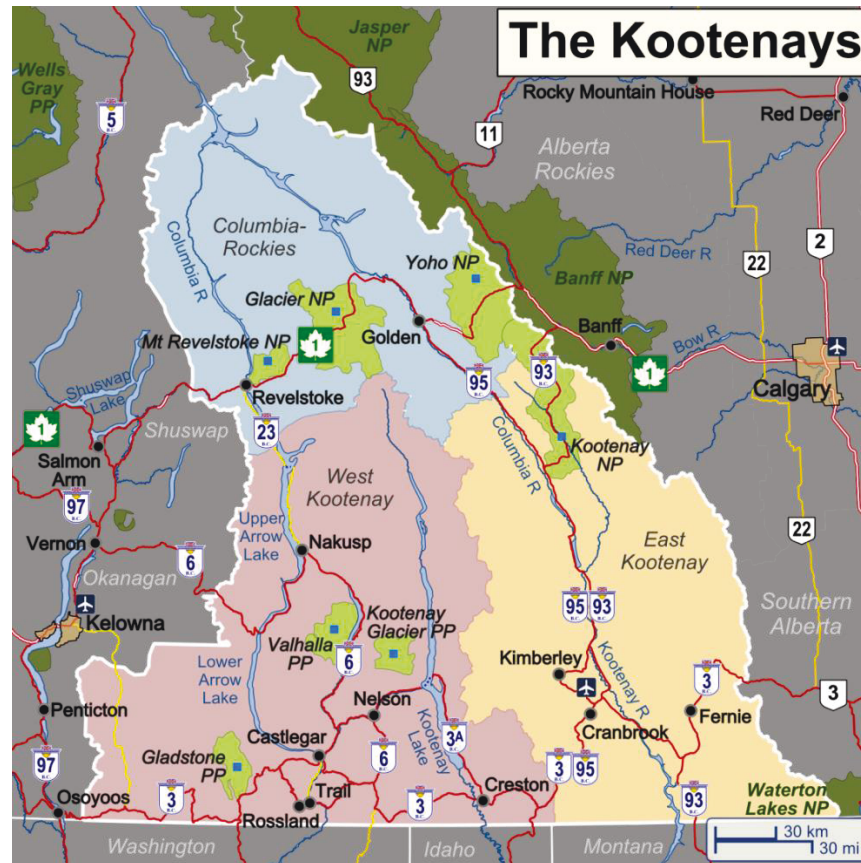 The Kootenays
Jasper
NP
Wells
Gray PP
93
5
B.C.
11
Rocky Mountain House
Red Deer
Alberta
Rockies
Columbia-
Rockies
Columbia R
Yoho NP
Glacier NP
Banff NP
Red Deer R
22
2
Golden
Banff
Mt Revelstoke NP
1
1
Bow R
Calgary
Shuswap
Lake
Revelstoke
95
B.C.
93
B.C.
1
Shuswap
23
B.C.
Columbia R
Kootenay
NP
Salmon
Arm
West
Kootenay
97
B.C.
Upper
Arrow
Lake
22
Vernon
6
B.C.
Nakusp
East
Kootenay
Okanagan
95
B.C.
93
B.C.
Southern
Alberta
Kelowna
Valhalla
PP
Kootenay
Glacier PP
6
B.C.
Kootenay R
Kimberley
3
B.C.
3
Lower
Arrow
Lake
Penticton
Nelson
Kootenay
Lake
Cranbrook
Fernie
Castlegar
3A
B.C.
Gladstone
PP
6
B.C.
3
B.C.
95
B.C.
97
B.C.
Osoyoos
3
B.C.
Trail
Rossland
3
B.C.
Creston
93
B.C.
Waterton
Lakes NP
Washington
Idaho
Montana
30 km
30 mi